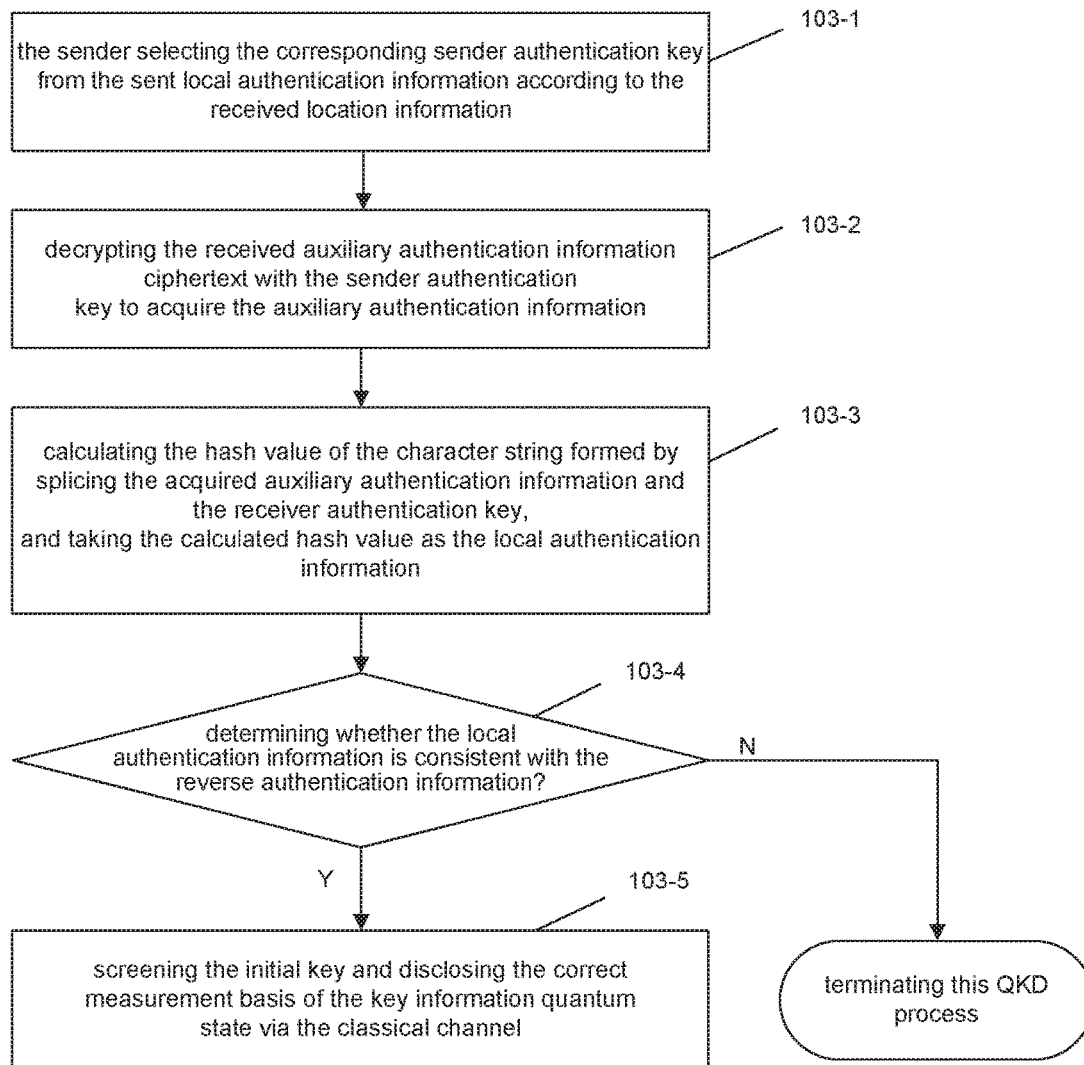 103-1
the sender selecting the corresponding sender authentication key
from the sent local authentication information according to the
received location information
103-2
decrypting the received auxiliary authentication information
ciphertext with the sender authentication
key to acquire the auxiliary authentication information
103-3
calculating the hash value of the character string formed by
splicing the acquired auxiliary authentication information and
the receiver authentication key,
and taking the calculated hash value as the local authentication
information
103-4
determining whether the local
authentication information is consistent with the
reverse authentication information?
N
Y
103-5
screening the initial key and disclosing the correct
measurement basis of the key information quantum
state via the classical channel
terminating this QKD
process